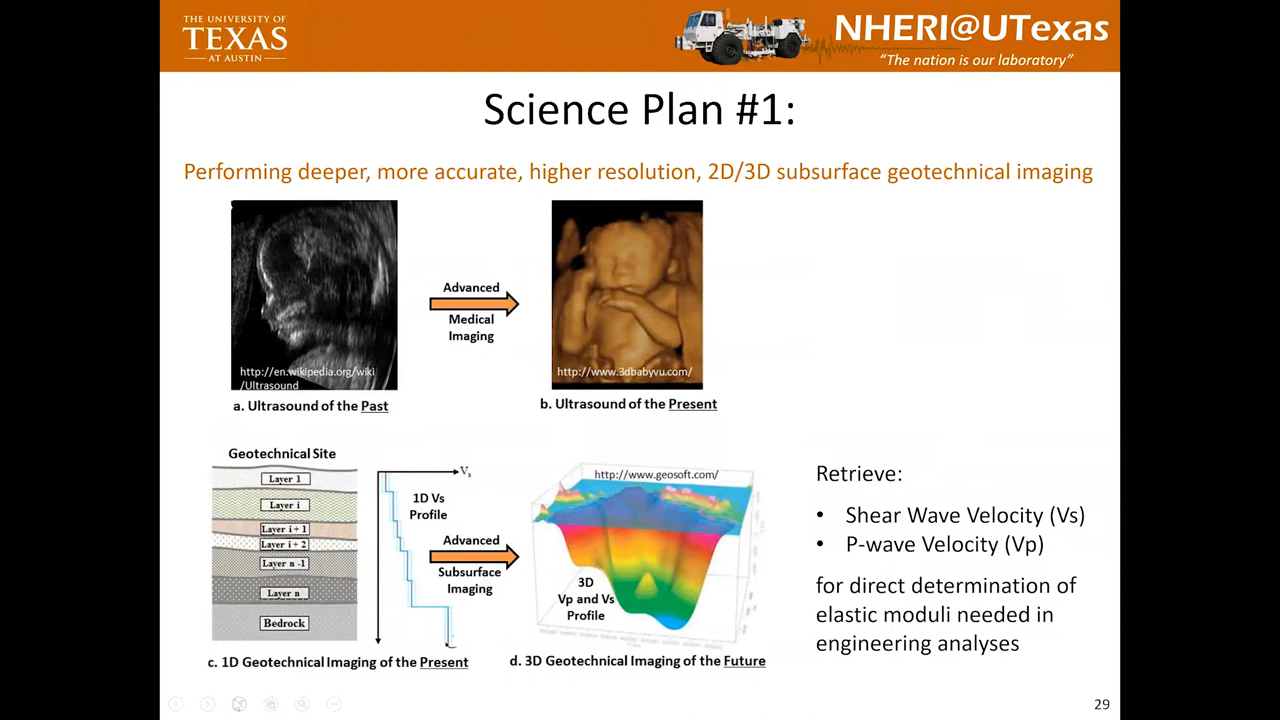 THE UNIVERSITY OF
TEXAS
AT AUSTIN
NHERI@UTexas
"The nation is our laboratory"
Science Plan #1:
Performing deeper, more accurate, higher resolution, 2D/3D subsurface geotechnical imaging
http://en.wikipedia.org/wiki
/Ultrasound
a. Ultrasound of the Past
Advanced
Medical
Imaging
http://www.3dbabyvu.com/
b. Ultrasound of the Present
Geotechnical Site
Layer 1
Layer i
Layer i + 1
Layer i + 2
Layer n -1
Layer n
Bedrock
Vs
1D Vs
Profile
c. 1D Geotechnical Imaging of the Present
Advanced
Subsurface
Imaging
http://www.geosoft.com/
3D
Vp and Vs
Profile
d. 3D Geotechnical Imaging of the Future
Retrieve:
• Shear Wave Velocity (Vs)
• P-wave Velocity (Vp)
for direct determination of
elastic moduli needed in
engineering analyses
29